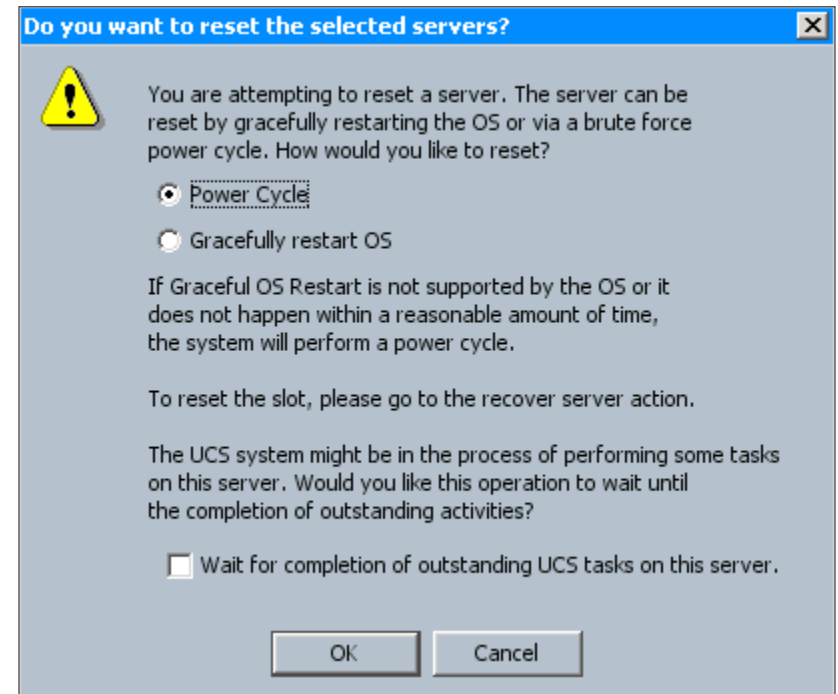 Do you want to reset the selected servers?
You are attempting to reset a server. The server can be
reset by gracefully restarting the OS or via a brute force
power cycle. How would you like to reset?
Power Cycle
Gracefully restart OS
If Graceful OS Restart is not supported by the OS or it
does not happen within a reasonable amount of time,
the system will perform a power cycle.
To reset the slot, please go to the recover server action.
The UCS system might be in the process of performing some tasks
on this server. Would you like this operation to wait until
the completion of outstanding activities?
Wait for completion of outstanding UCS tasks on this server.
OK Cancel